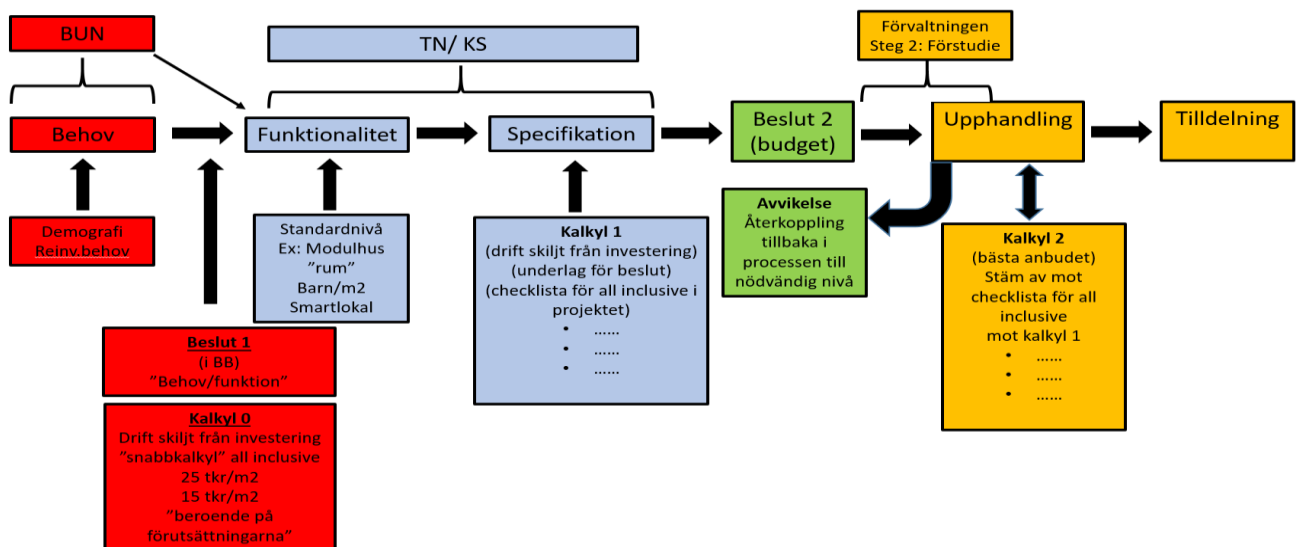 BUN
TN/ KS
Förvaltningen
Steg 2: Förstudie
Behov
Funktionalitet
Specifikation
Beslut 2
(budget)
Upphandling
Tilldelning
Demografi
Reinv.behov
Standardnivå
Ex: Modulhus
”rum”
Barn/m2
Smartlokal
Kalkyl 1
(drift skiljt från investering)
(underlag för beslut)
(checklista för all inclusive i
projektet)
• ……
• ……
• ……
Avvikelse
Återkoppling
tillbaka i
processen till
nödvändig nivå
Kalkyl 2
(bästa anbudet)
Stäm av mot
checklista för all
inclusive
mot kalkyl 1
• ……
• ……
• ……
Beslut 1
(i BB)
”Behov/funktion”
Kalkyl 0
Drift skiljt från investering
”snabbkalkyl” all inclusive
25 tkr/m2
15 tkr/m2
”beroende på
förutsättningarna”